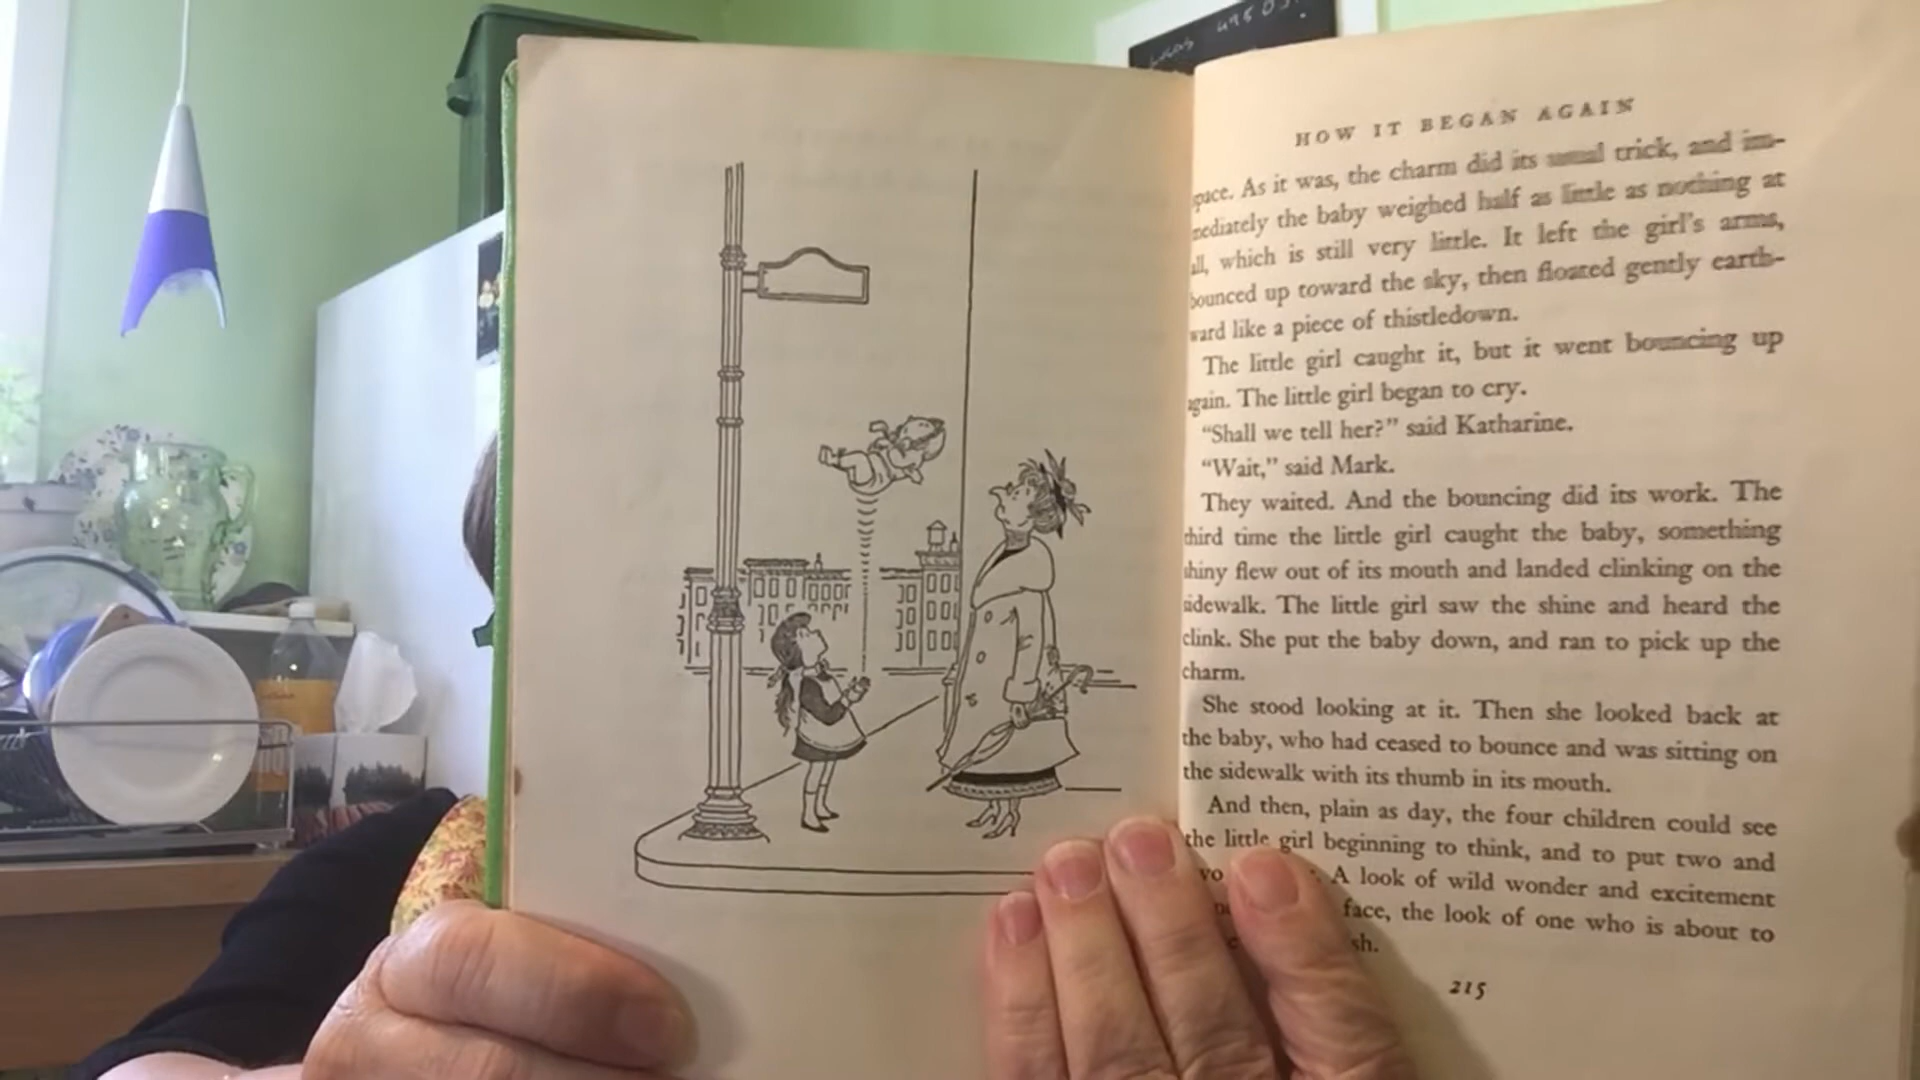 HOW IT BEGAN AGAIN
pace. As it was, the charm did its usual trick, and im-
mediately the baby weighed half as little as nothing at
all, which is still very little. It left the girl's arms,
bounced up toward the sky, then floated gently earth-
ward like a piece of thistledown.
The little girl caught it, but it went bouncing up
again. The little girl began to cry.
"Shall we tell her?" said Katharine.
"Wait," said Mark.
They waited. And the bouncing did its work. The
third time the little girl caught the baby, something
shiny flew out of its mouth and landed clinking on the
sidewalk. The little girl saw the shine and heard the
clink. She put the baby down, and ran to pick up the
charm.
She stood looking at it. Then she looked back at
the baby, who had ceased to bounce and was sitting on
the sidewalk with its thumb in its mouth.
And then, plain as day, the four children could see
the little girl beginning to think, and to put two and
A look of wild wonder and excitement
face, the look of one who is about to
sh.
215